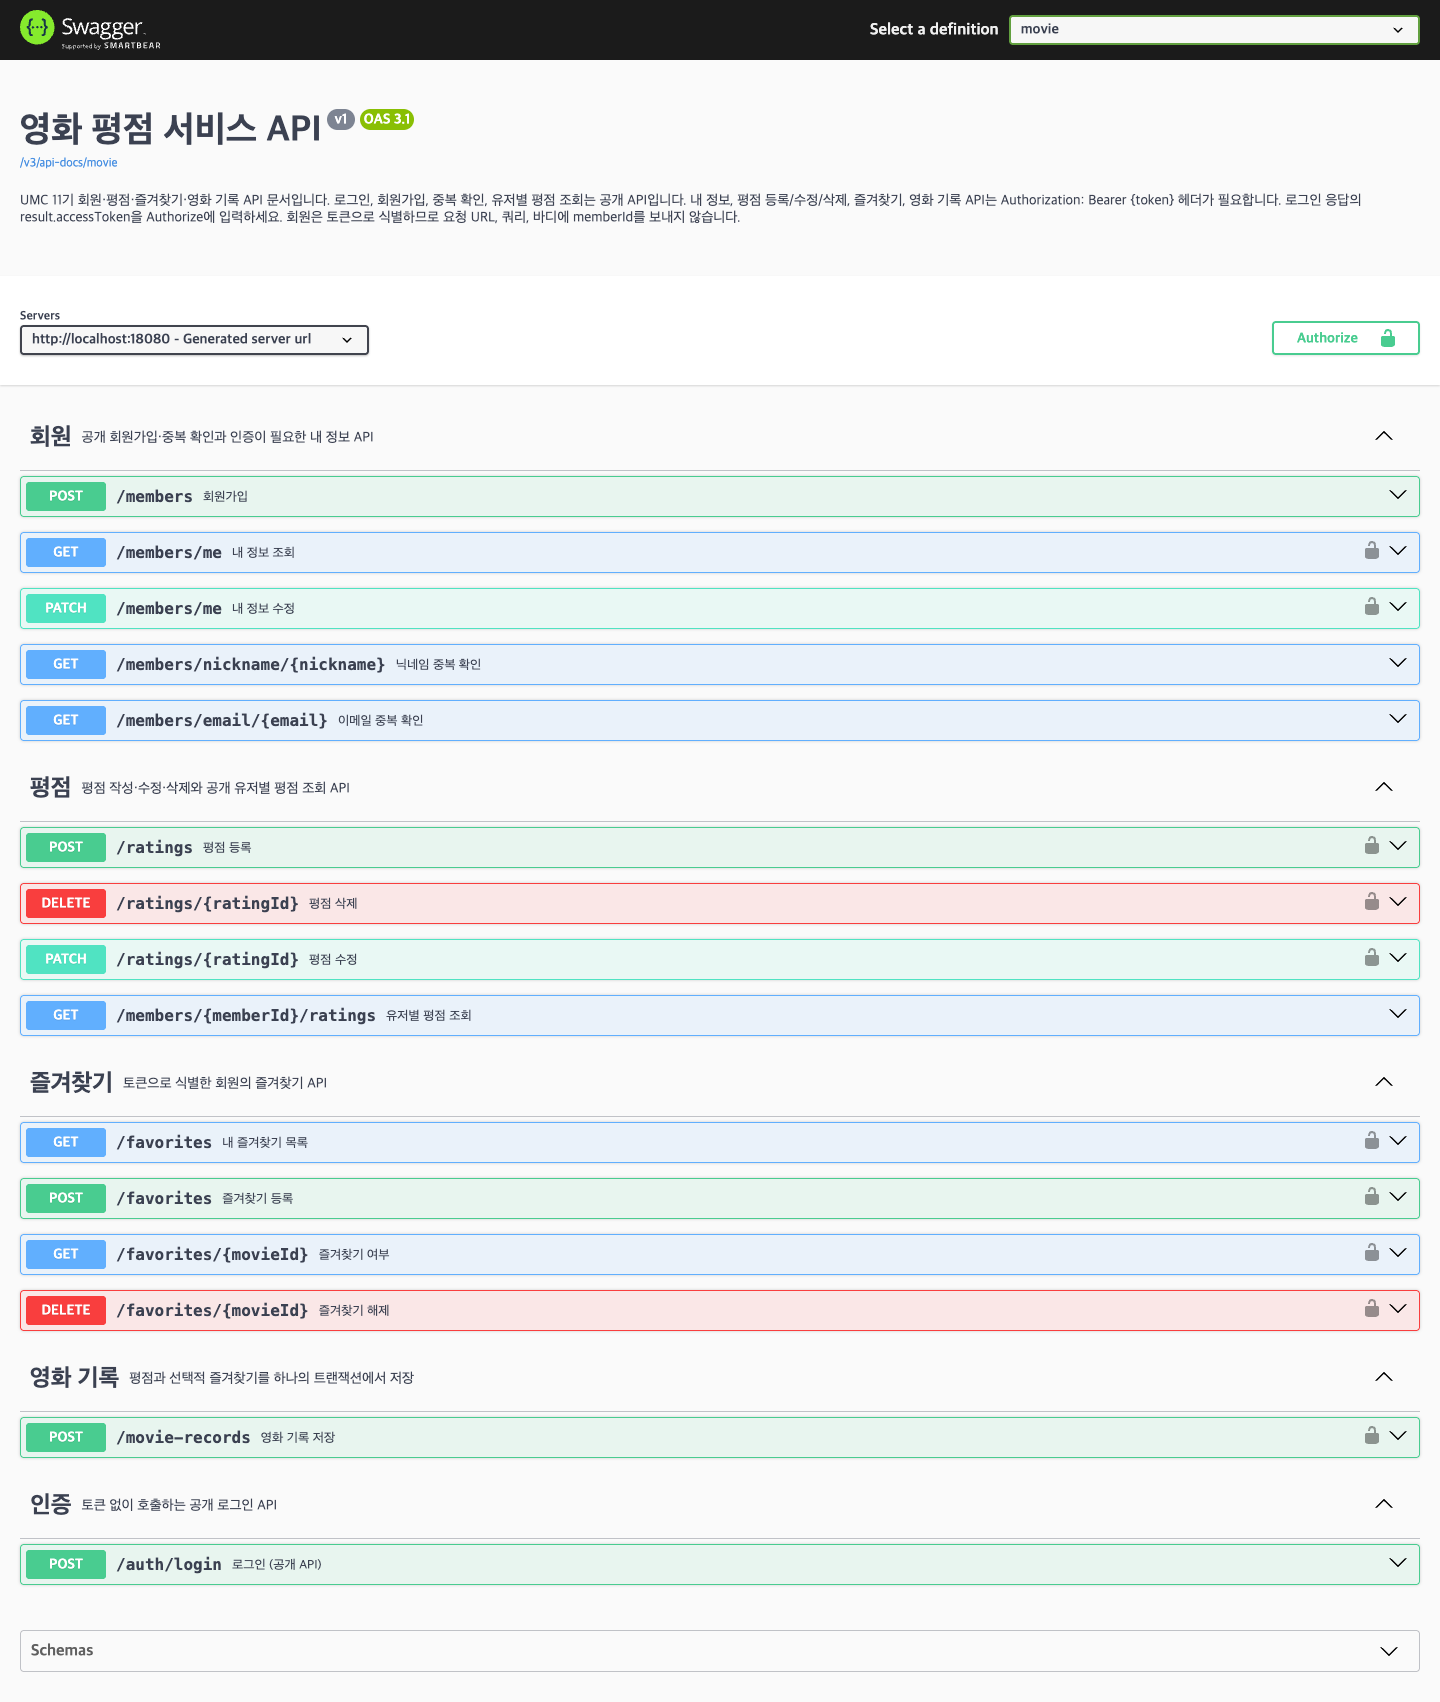 Swagger
Supported by SMARTBEAR
Select a definition
movie
영화 평점 서비스 API v1 OAS 3.1
/v3/api-docs/movie
UMC 11기 회원·평점·즐겨찾기·영화 기록 API 문서입니다. 로그인, 회원가입, 중복 확인, 유저별 평점 조회는 공개 API입니다. 내 정보, 평점 등록/수정/삭제, 즐겨찾기, 영화 기록 API는 Authorization: Bearer {token} 헤더가 필요합니다. 로그인 응답의
result.accessToken을 Authorize에 입력하세요. 회원은 토큰으로 식별하므로 요청 URL, 쿼리, 바디에 memberId를 보내지 않습니다.
Servers
http://localhost:18080 - Generated server url
Authorize
회원 공개 회원가입·중복 확인과 인증이 필요한 내 정보 API
POST /members 회원가입
GET /members/me 내 정보 조회
PATCH /members/me 내 정보 수정
GET /members/nickname/{nickname} 닉네임 중복 확인
GET /members/email/{email} 이메일 중복 확인
평점 평점 작성·수정·삭제와 공개 유저별 평점 조회 API
POST /ratings 평점 등록
DELETE /ratings/{ratingId} 평점 삭제
PATCH /ratings/{ratingId} 평점 수정
GET /members/{memberId}/ratings 유저별 평점 조회
즐겨찾기 토큰으로 식별한 회원의 즐겨찾기 API
GET /favorites 내 즐겨찾기 목록
POST /favorites 즐겨찾기 등록
GET /favorites/{movieId} 즐겨찾기 여부
DELETE /favorites/{movieId} 즐겨찾기 해제
영화 기록 평점과 선택적 즐겨찾기를 하나의 트랜잭션에서 저장
POST /movie-records 영화 기록 저장
인증 토큰 없이 호출하는 공개 로그인 API
POST /auth/login 로그인 (공개 API)
Schemas